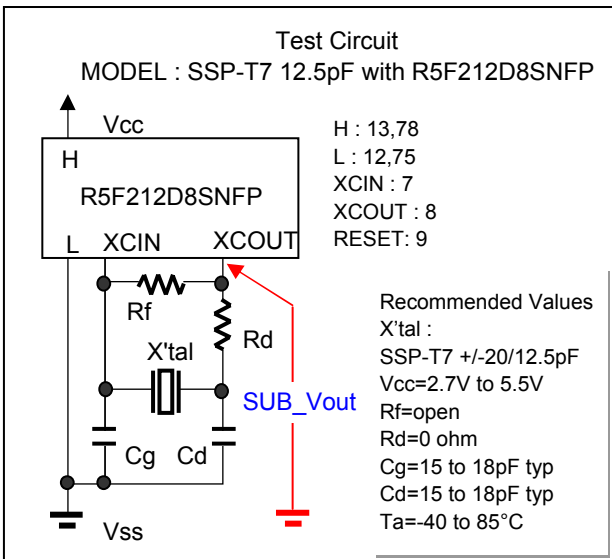 Test Circuit
MODEL : SSP-T7 12.5pF with R5F212D8SNFP
Vcc
H
R5F212D8SNFP
L XCIN XCOUT
H : 13,78
L : 12,75
XCIN : 7
XCOUT : 8
RESET: 9
Rf
Rd
X'tal
SUB_Vout
Cg Cd
Vss
Recommended Values
X'tal :
SSP-T7 +/-20/12.5pF
Vcc=2.7V to 5.5V
Rf=open
Rd=0 ohm
Cg=15 to 18pF typ
Cd=15 to 18pF typ
Ta=-40 to 85°C